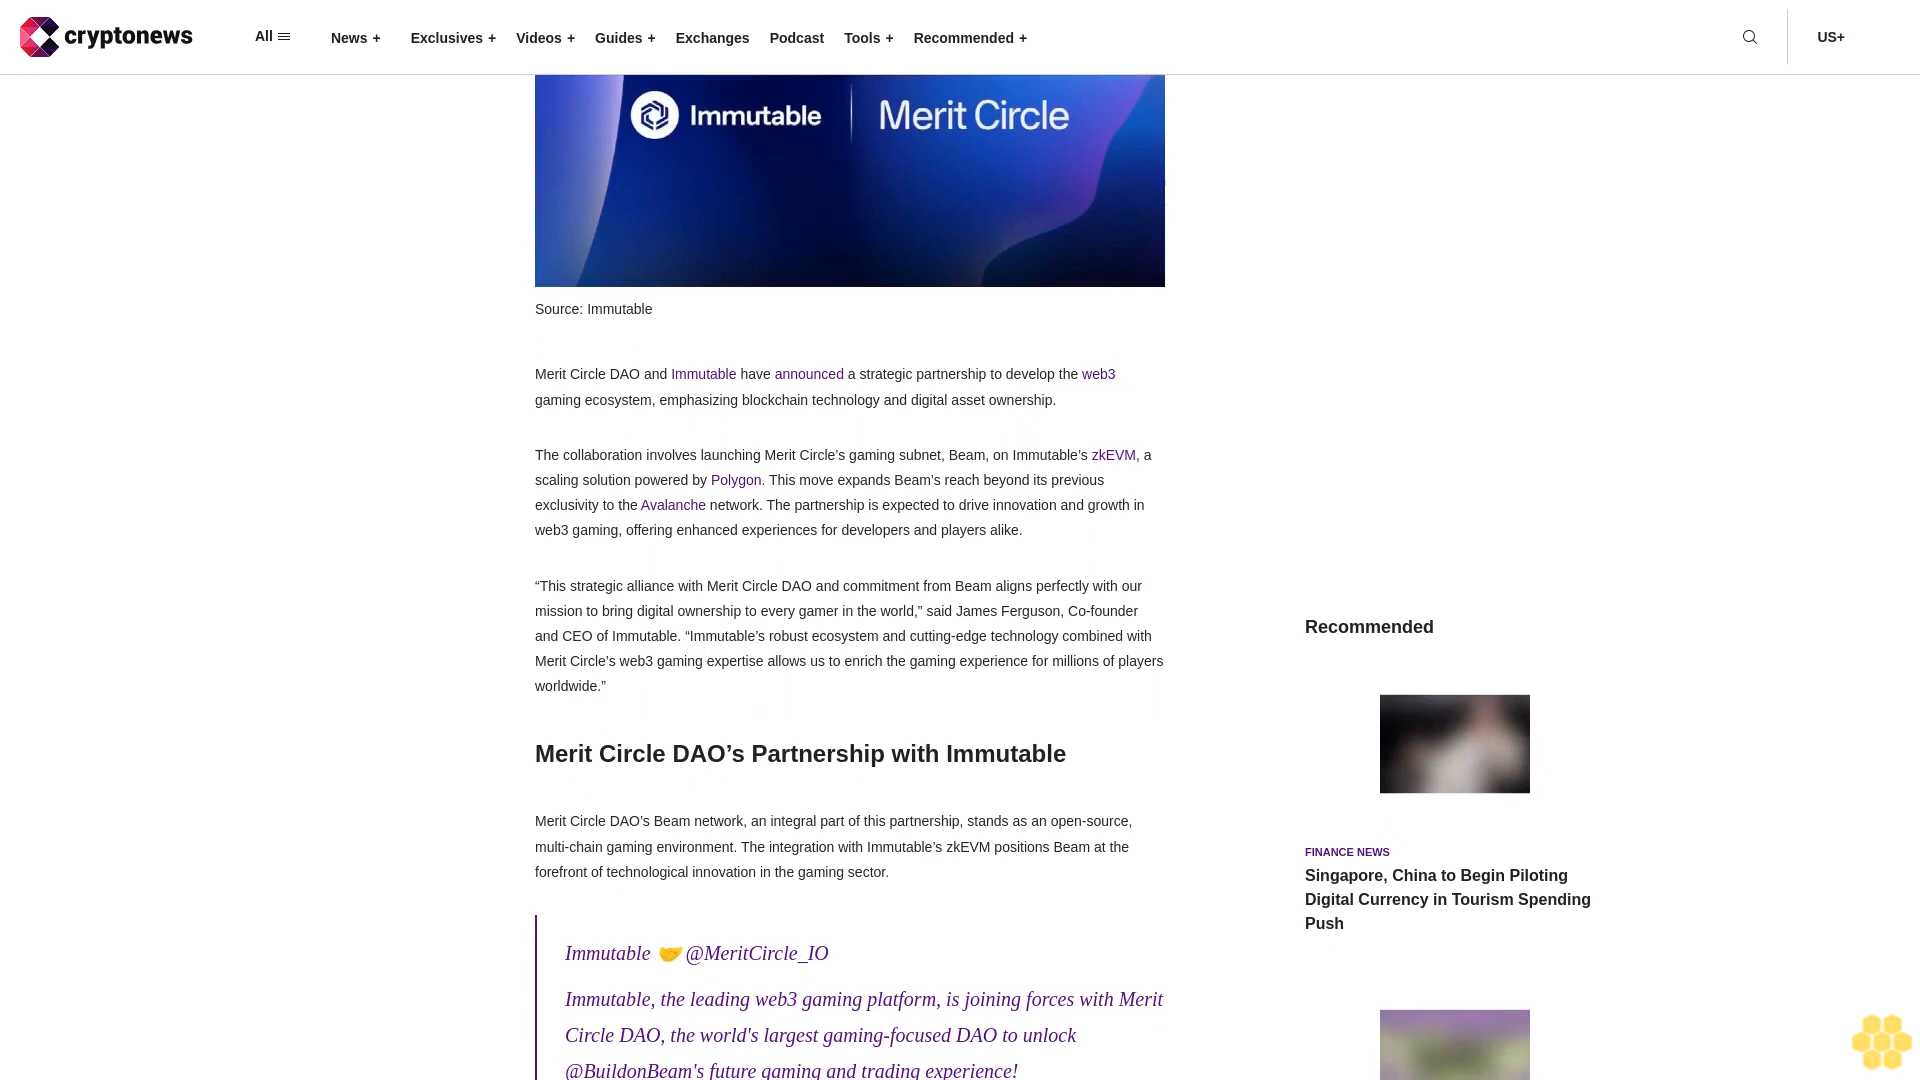 cryptonews
All
News +
Exclusives +
Videos +
Guides +
Exchanges
Podcast
Tools +
Recommended +
US+
Immutable
Merit Circle
Source: Immutable
Merit Circle DAO and Immutable have announced a strategic partnership to develop the web3
gaming ecosystem, emphasizing blockchain technology and digital asset ownership.
The collaboration involves launching Merit Circle’s gaming subnet, Beam, on Immutable’s zkEVM, a
scaling solution powered by Polygon. This move expands Beam’s reach beyond its previous
exclusivity to the Avalanche network. The partnership is expected to drive innovation and growth in
web3 gaming, offering enhanced experiences for developers and players alike.
“This strategic alliance with Merit Circle DAO and commitment from Beam aligns perfectly with our
mission to bring digital ownership to every gamer in the world,” said James Ferguson, Co-founder
and CEO of Immutable. “Immutable’s robust ecosystem and cutting-edge technology combined with
Merit Circle’s web3 gaming expertise allows us to enrich the gaming experience for millions of players
worldwide.”
Merit Circle DAO’s Partnership with Immutable
Merit Circle DAO’s Beam network, an integral part of this partnership, stands as an open-source,
multi-chain gaming environment. The integration with Immutable’s zkEVM positions Beam at the
forefront of technological innovation in the gaming sector.
Immutable 🤝 @MeritCircle_IO
Immutable, the leading web3 gaming platform, is joining forces with Merit
Circle DAO, the world's largest gaming-focused DAO to unlock
@BuildonBeam's future gaming and trading experience!
Recommended
FINANCE NEWS
Singapore, China to Begin Piloting
Digital Currency in Tourism Spending
Push